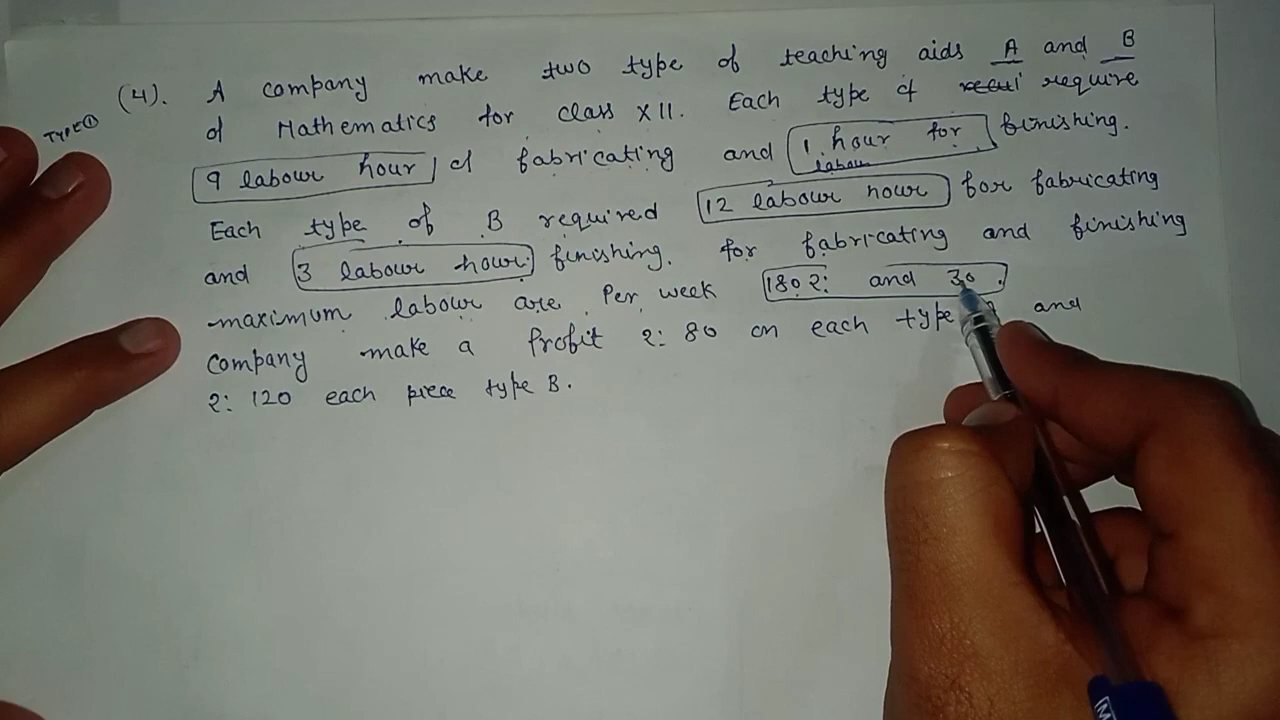 (4). A company make two type of teaching aids A and B
TYPE①
of Mathematics for class XII. Each type of require
9 labour hour of fabricating and 1 hour for finishing.
labour
Each type of B required 12 labour hour for fabricating
and 3 labour hour finishing. for fabricating and finishing
maximum labour are Per week 180 and 30.
company make a Profit 80 on each type and
120 each piece type B.